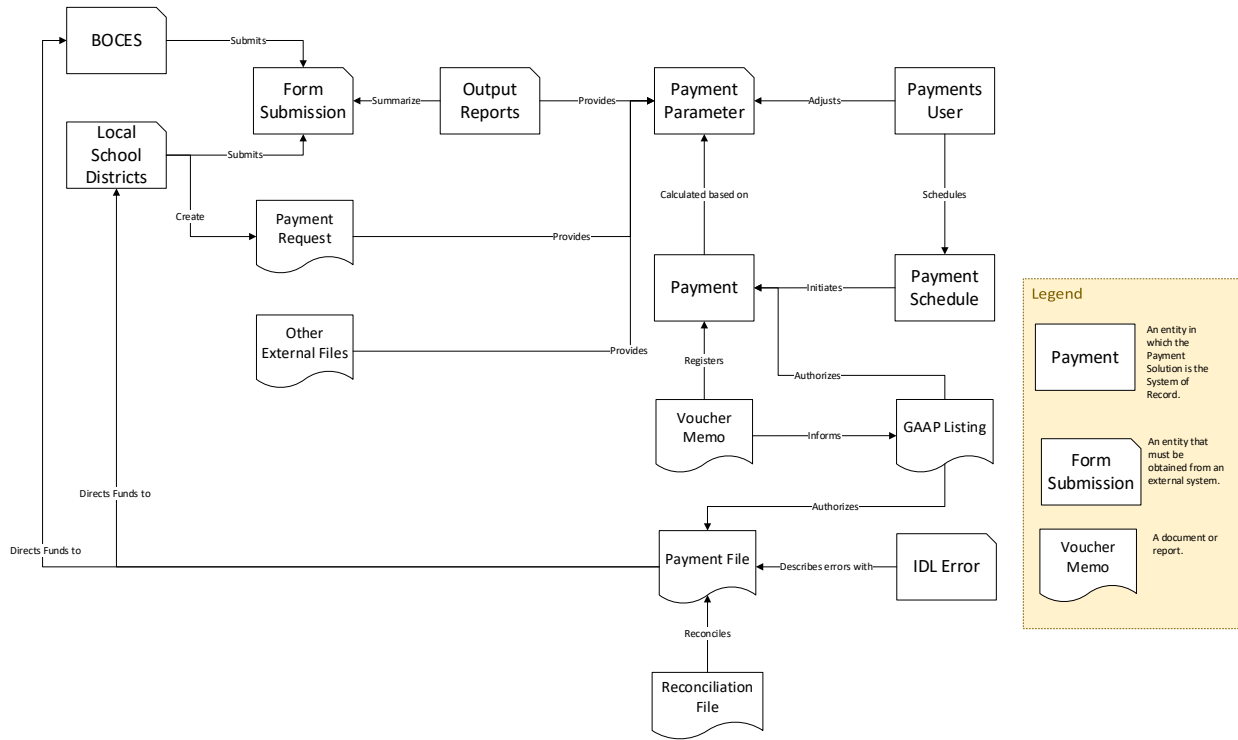 BOCES
Submits
Form
Submission
Summarize
Output
Reports
Provides
Payment
Parameter
Adjusts
Payments
User
Local
School
Districts
Submits
Create
Payment
Request
Provides
Calculated based on
Schedules
Payment
Initiates
Payment
Schedule
Other
External Files
Provides
Registers
Authorizes
Voucher
Memo
Informs
GAAP Listing
Directs Funds to
Authorizes
Directs Funds to
Payment File
Describes errors with
IDL Error
Reconciles
Reconciliation
File
Legend
Payment
An entity in
which the
Payment
Solution is the
System of
Record.
Form
Submission
An entity that
must be
obtained from an
external system.
Voucher
Memo
A document or
report.